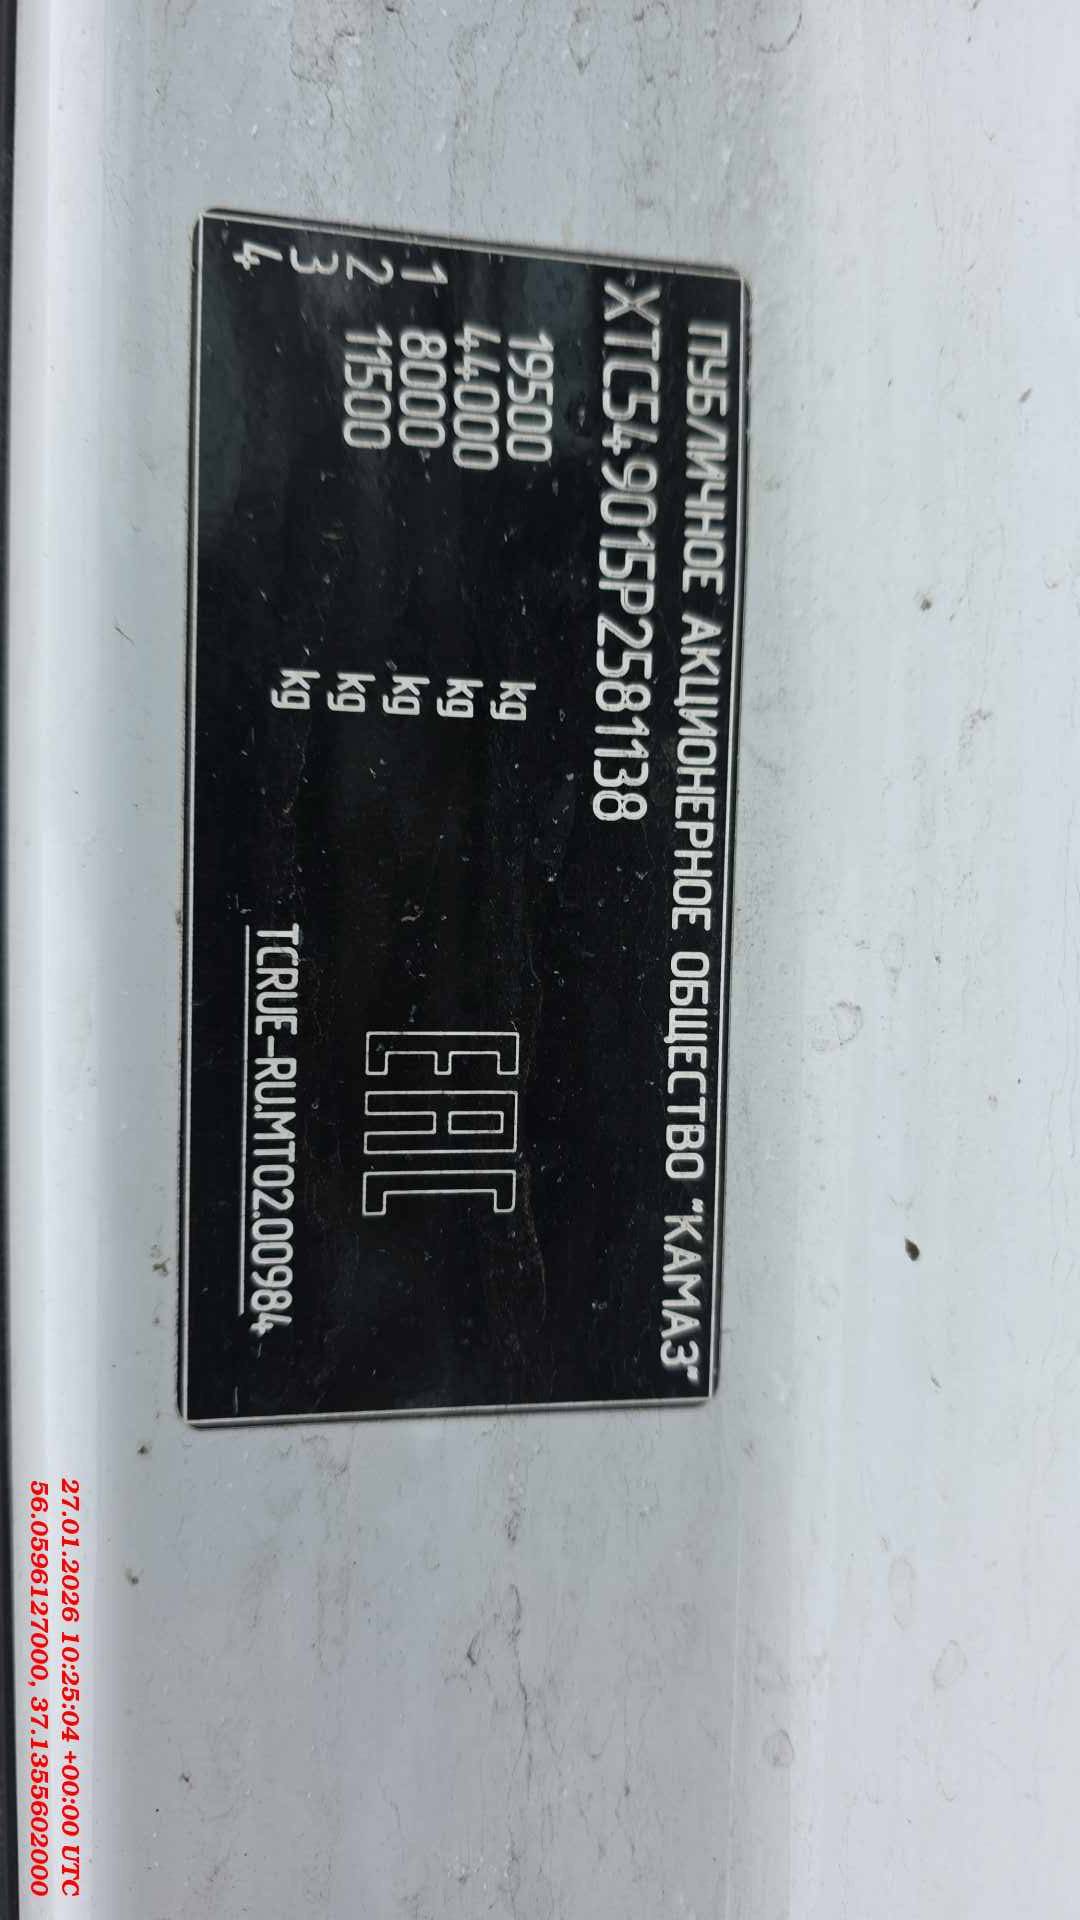 ПУБЛИЧНОЕ АКЦИОНЕРНОЕ ОБЩЕСТВО "КАМАЗ"
XTC549015P2581138
19500 kg
44000 kg
1 8000 kg
2 11500 kg
3 kg
4
EAC
TCRUE-RU.MT02.00984
27.01.2026 10:25:04 +00:00 UTC
56.0596127000, 37.1355602000